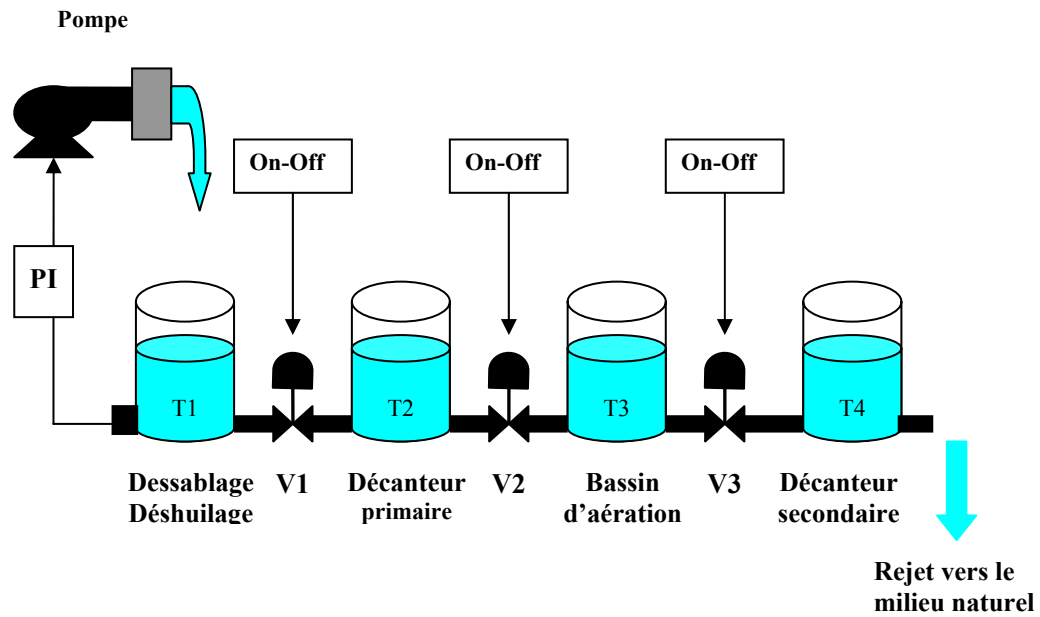 Pompe
On-Off
On-Off
On-Off
PI
T1
T2
T3
T4
Dessablage
Déshuilage
V1
Décanteur
primaire
V2
Bassin
d'aération
V3
Décanteur
secondaire
Rejet vers le
milieu naturel